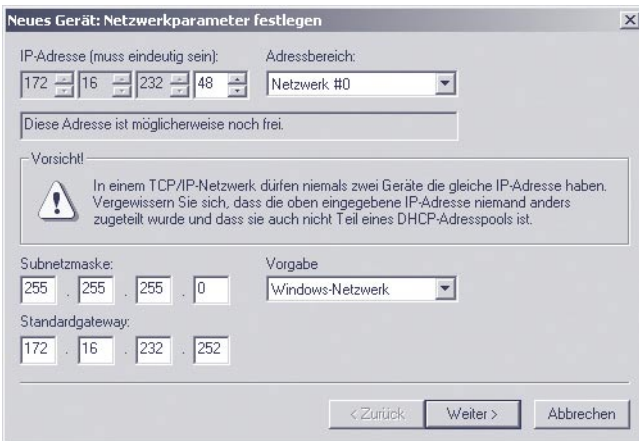 Neues Gerät: Netzwerkparameter festlegen
IP-Adresse (muss eindeutig sein): Adressbereich:
172 16 232 48 Netzwerk #0
Diese Adresse ist möglicherweise noch frei.
Vorsicht!
In einem TCP/IP-Netzwerk dürfen niemals zwei Geräte die gleiche IP-Adresse haben.
Vergewissern Sie sich, dass die oben eingegebene IP-Adresse niemand anders
zugeteilt wurde und dass sie auch nicht Teil eines DHCP-Adresspools ist.
Subnetzmaske: Vorgabe
255 . 255 . 255 . 0 Windows-Netzwerk
Standardgateway:
172 . 16 . 232 . 252
< Zurück Weiter > Abbrechen